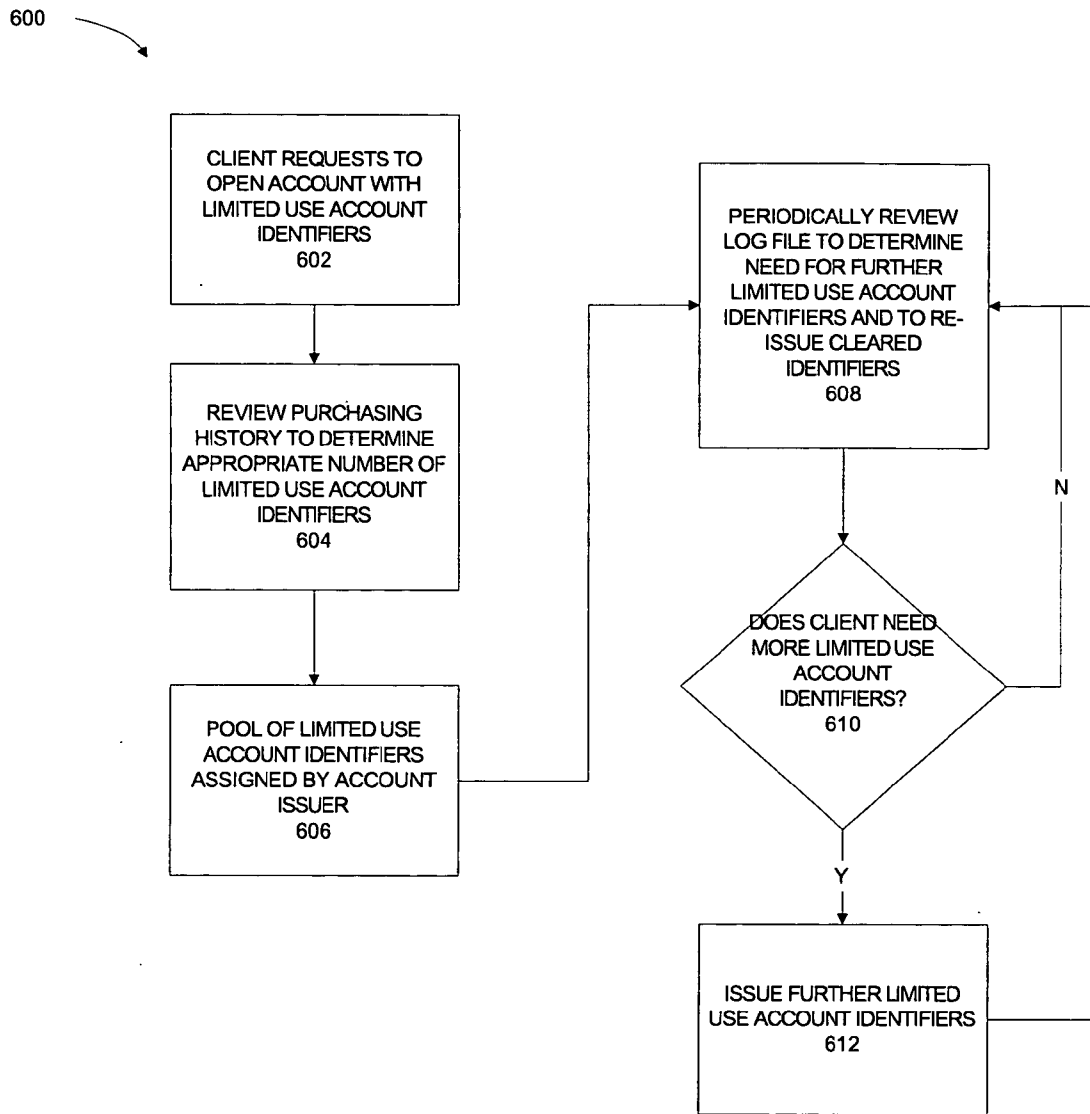 600
CLIENT REQUESTS TO
OPEN ACCOUNT WITH
LIMITED USE ACCOUNT
IDENTIFIERS
602
REVIEW PURCHASING
HISTORY TO DETERMINE
APPROPRIATE NUMBER OF
LIMITED USE ACCOUNT
IDENTIFIERS
604
POOL OF LIMITED USE
ACCOUNT IDENTIFIERS
ASSIGNED BY ACCOUNT
ISSUER
606
PERIODICALLY REVIEW
LOG FILE TO DETERMINE
NEED FOR FURTHER
LIMITED USE ACCOUNT
IDENTIFIERS AND TO RE-
ISSUE CLEARED
IDENTIFIERS
608
N
DOES CLIENT NEED
MORE LIMITED USE
ACCOUNT
IDENTIFIERS?
610
Y
ISSUE FURTHER LIMITED
USE ACCOUNT IDENTIFIERS
612